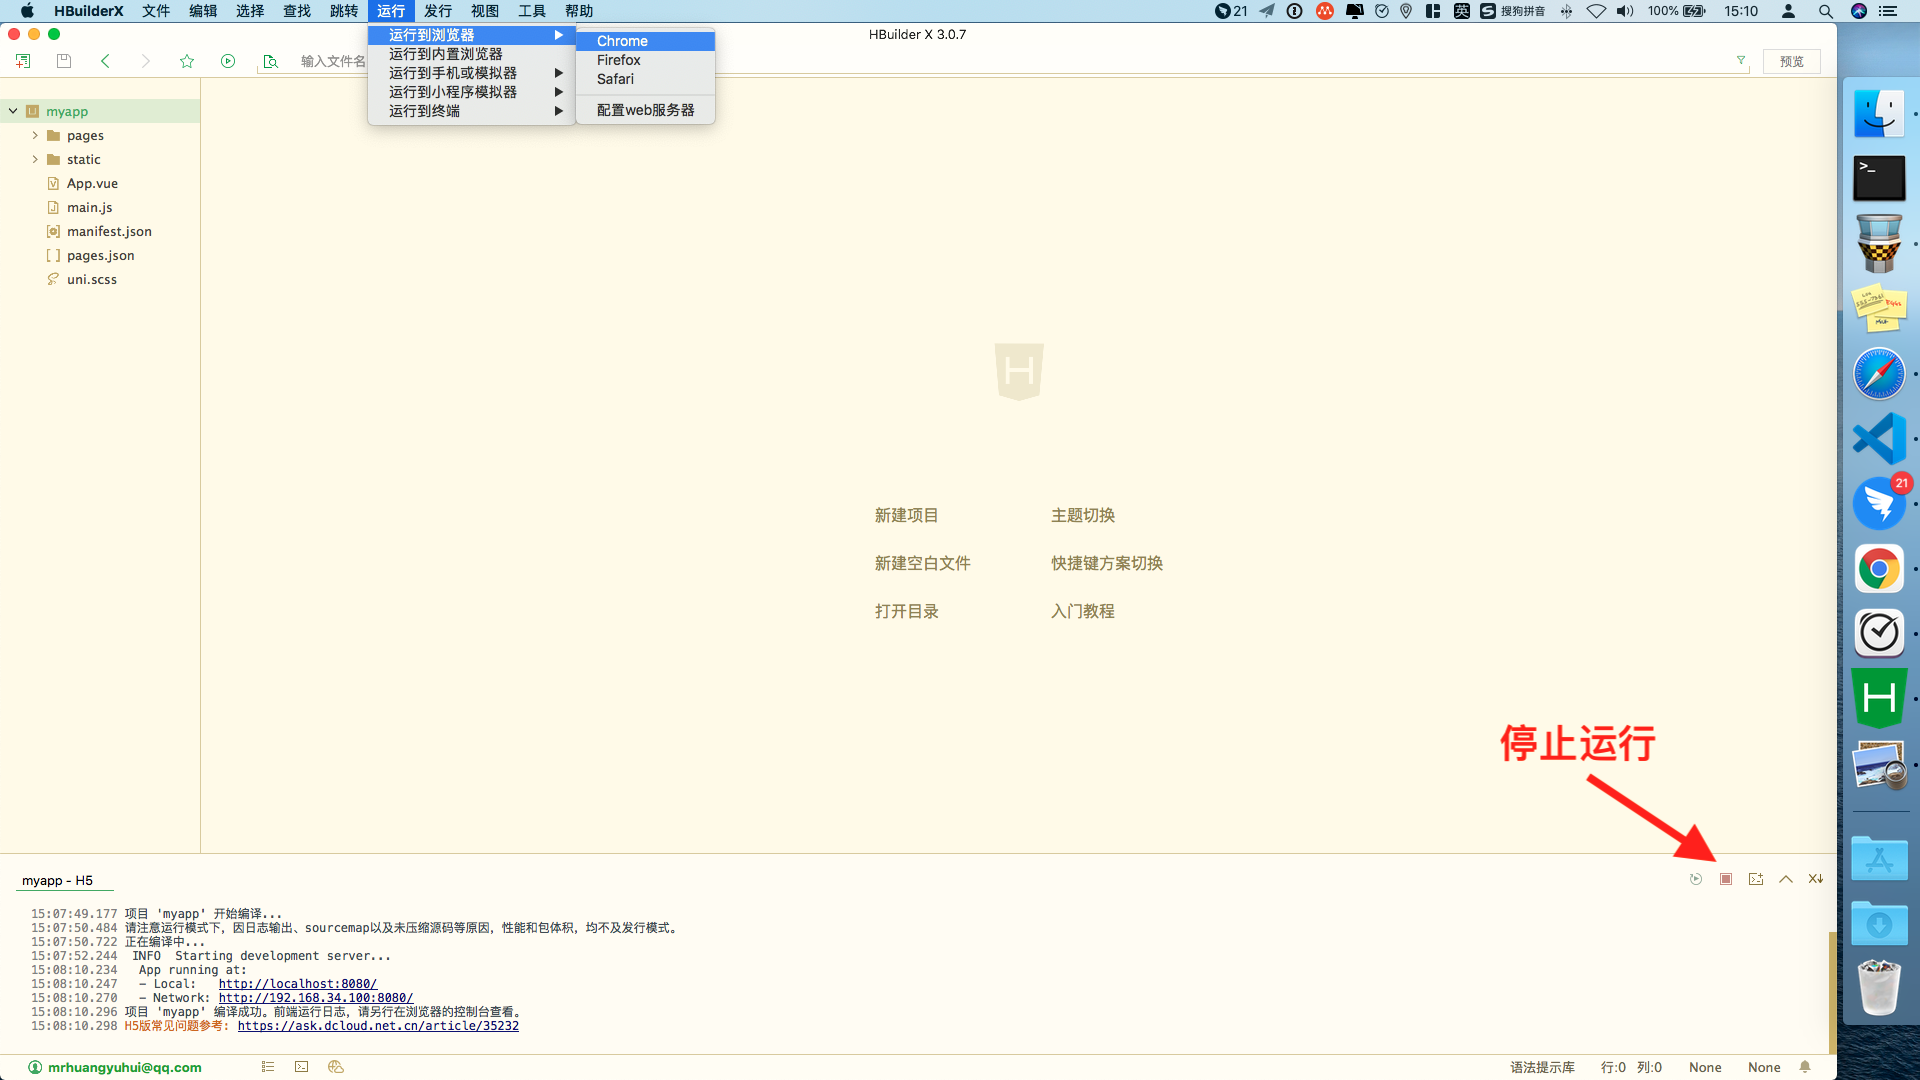 HBuilderX 文件 编辑 选择 查找 跳转 运行 发行 视图 工具 帮助 21 英 搜狗拼音 100% 15:10
HBuilder X 3.0.7
输入文件名
预览
运行到浏览器
运行到内置浏览器
运行到手机或模拟器
运行到小程序模拟器
运行到终端
Chrome
Firefox
Safari
配置web服务器
myapp
pages
static
App.vue
main.js
manifest.json
pages.json
uni.scss
H
新建项目 主题切换
新建空白文件 快捷键方案切换
打开目录 入门教程
21
停止运行
myapp - H5
15:07:49.177 项目 'myapp' 开始编译...
15:07:50.484 请注意运行模式下，因日志输出、sourcemap以及未压缩源码等原因，性能和包体积，均不及发行模式。
15:07:50.722 正在编译中...
15:07:52.244 INFO Starting development server...
15:08:10.234 App running at:
15:08:10.247 - Local: http://localhost:8080/
15:08:10.270 - Network: http://192.168.34.100:8080/
15:08:10.296 项目 'myapp' 编译成功。前端运行日志，请另行在浏览器的控制台查看。
15:08:10.298 H5版常见问题参考: https://ask.dcloud.net.cn/article/35232
mrhuangyuhui@qq.com 语法提示库 行:0 列:0 None None